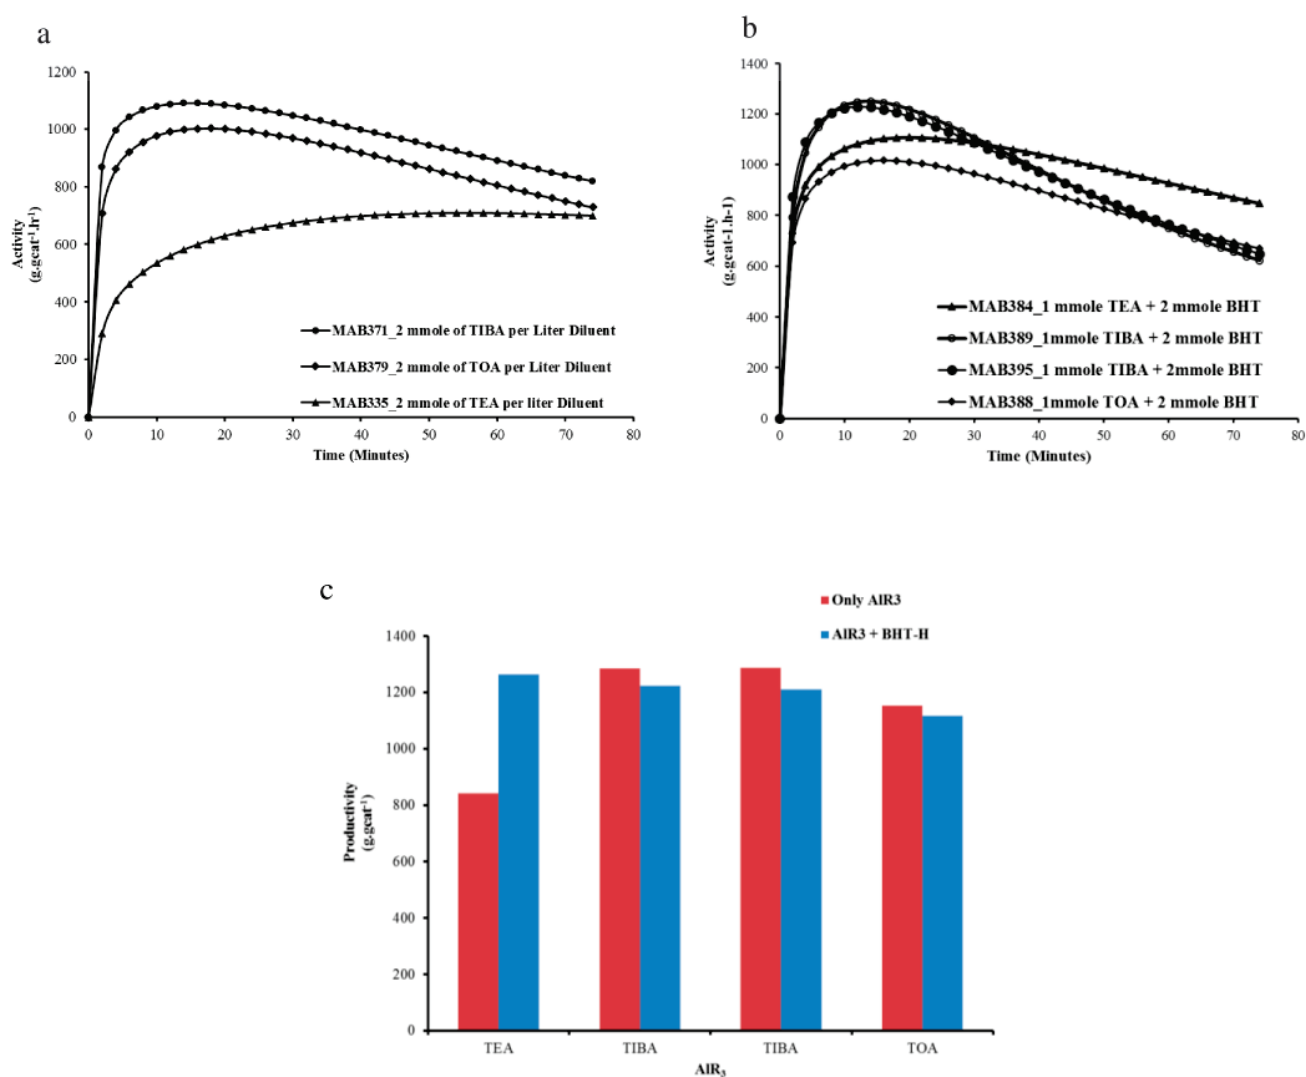 a
1200
1000
800
600
400
200
0
Activity
(g.gcat⁻¹.hr⁻¹)
MAB371_2 mmole of TIBA per Liter Diluent
MAB379_2 mmole of TOA per Liter Diluent
MAB335_2 mmole of TEA per liter Diluent
0 10 20 30 40 50 60 70 80
Time (Minutes)
b
1400
1200
1000
800
600
400
200
0
Activity
(g.gcat-1.h-1)
MAB384_1 mmole TEA + 2 mmole BHT
MAB389_1mmole TIBA + 2 mmole BHT
MAB395_1 mmole TIBA + 2mmole BHT
MAB388_1mmole TOA + 2 mmole BHT
0 10 20 30 40 50 60 70 80
Time (Minutes)
c
Only AlR3
AlR3 + BHT-H
1400
1200
1000
800
600
400
200
0
Productivity
(g.gcat⁻¹)
TEA TIBA TIBA TOA
AlR₃